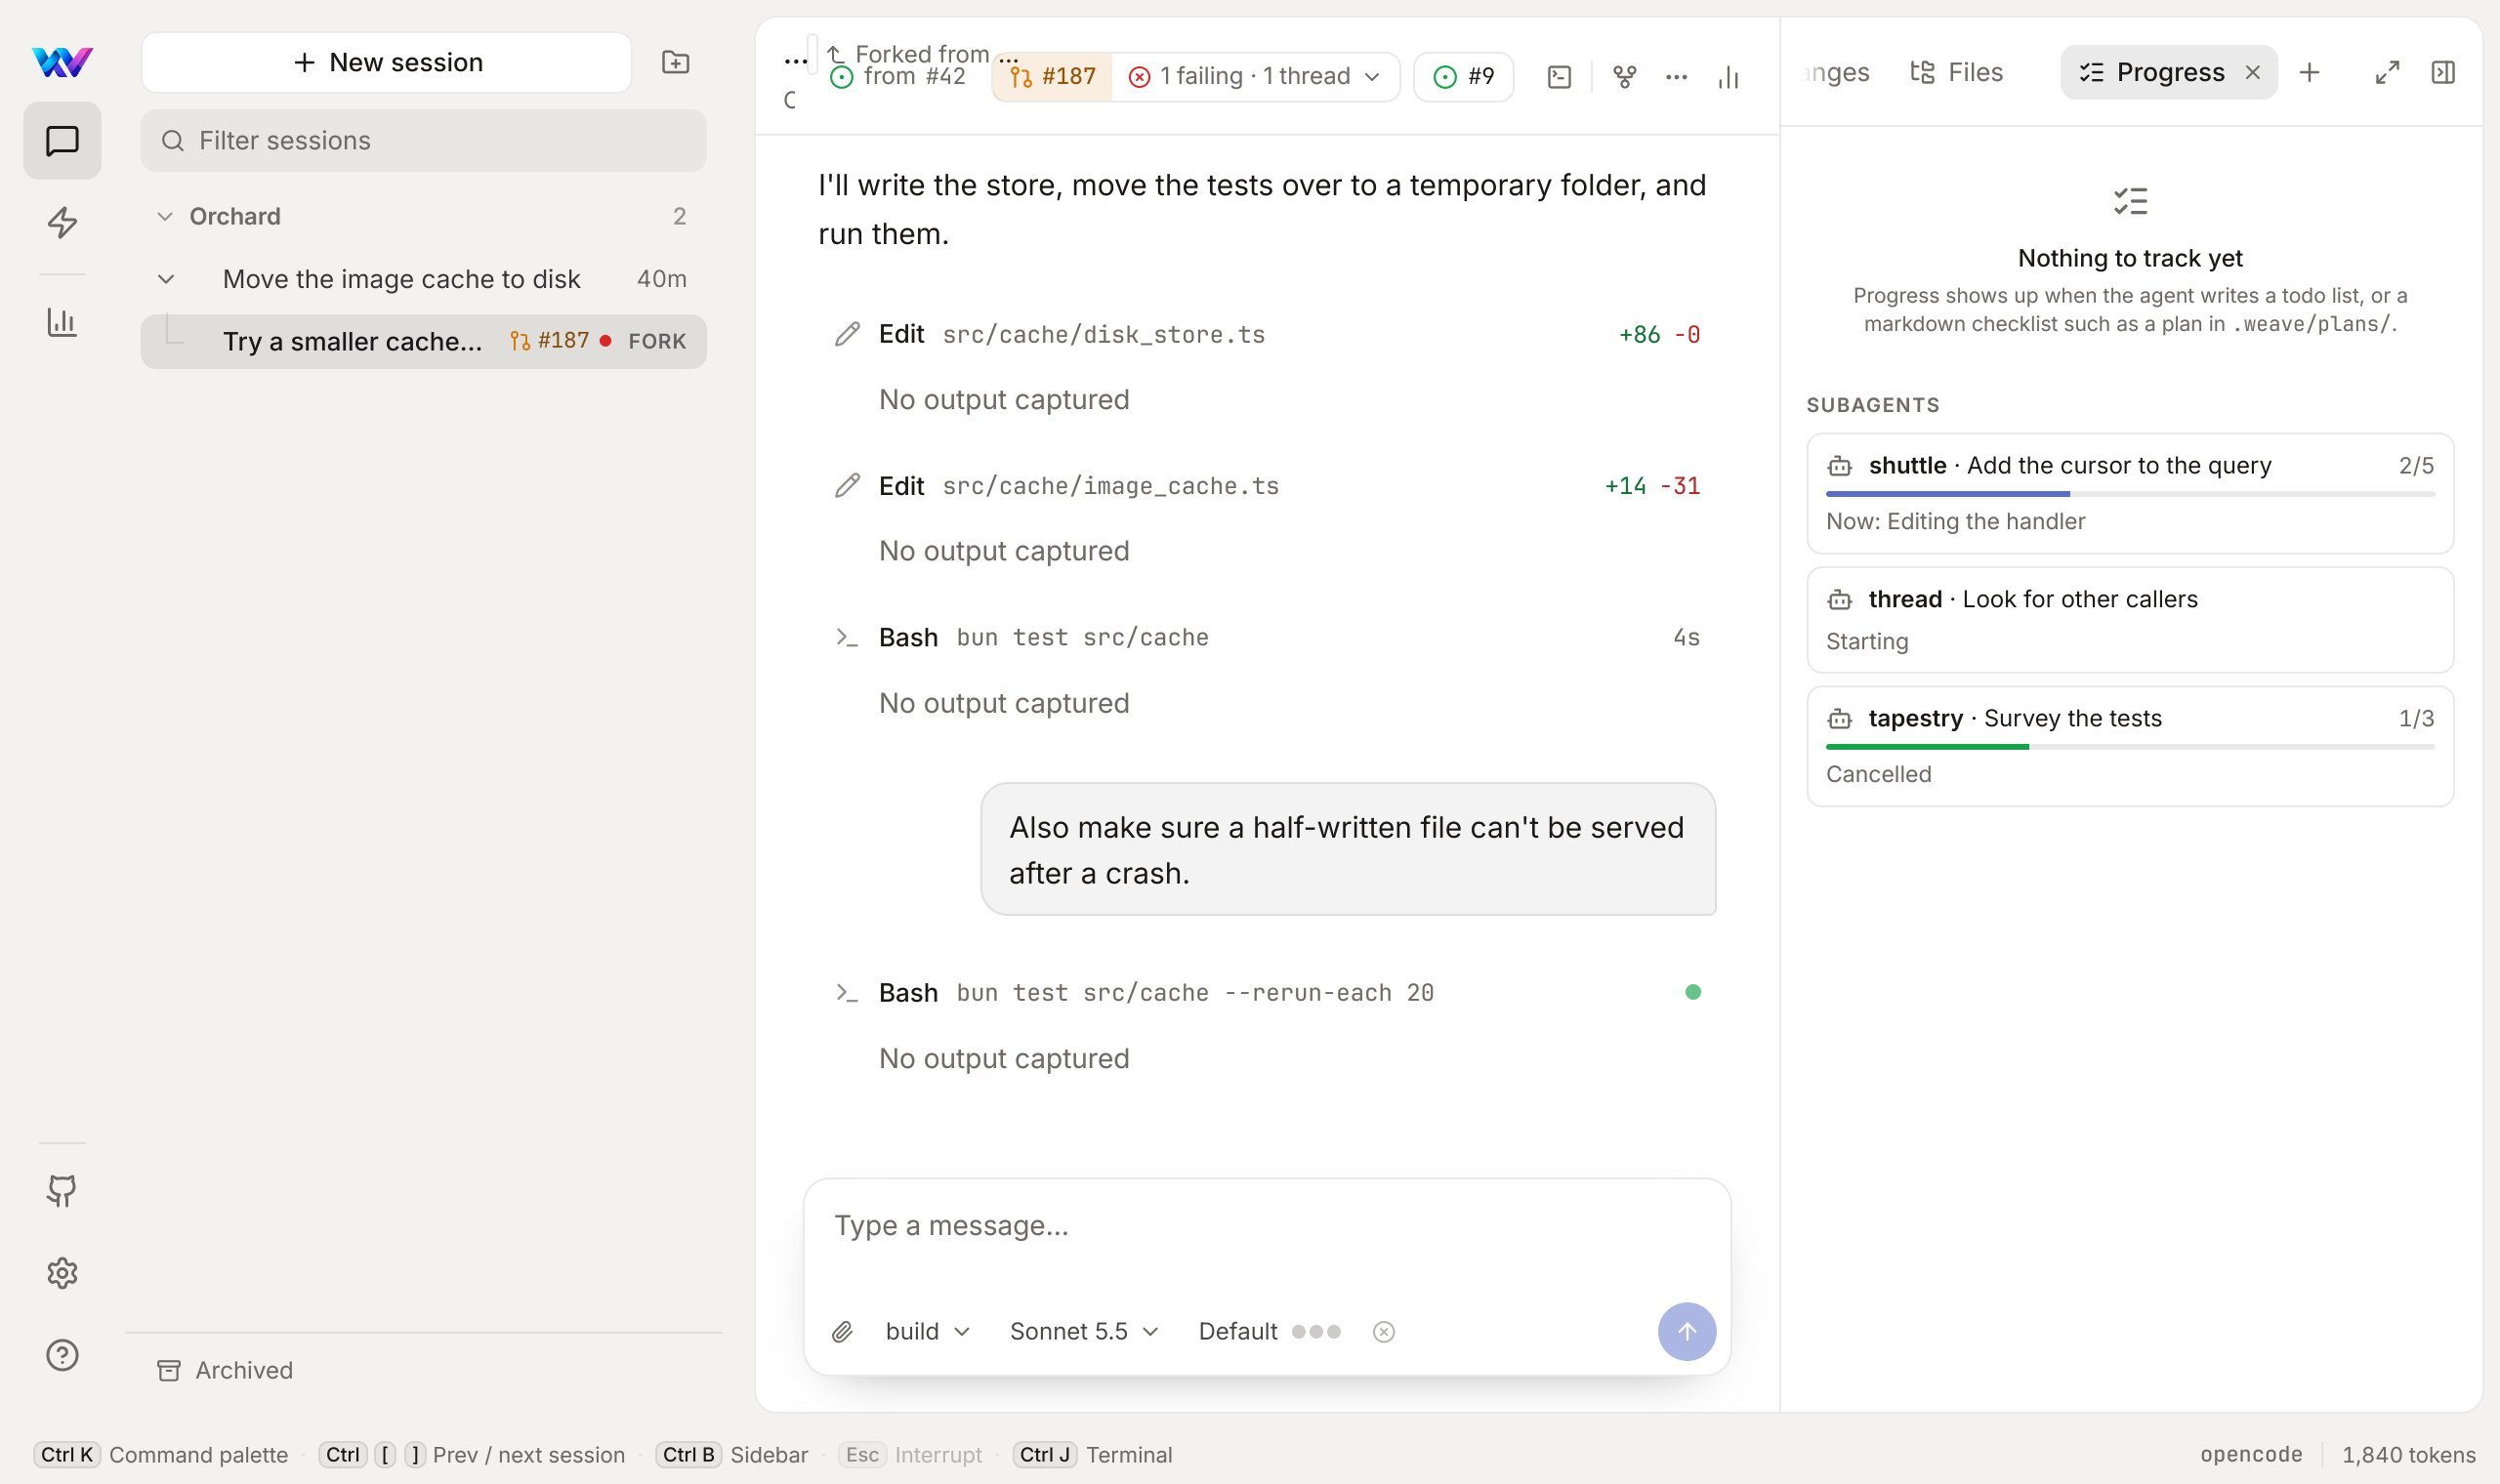 New session
Filter sessions
Orchard 2
Move the image cache to disk 40m
Try a smaller cache... #187 FORK
Archived
...
Forked from ...
from #42
#187
1 failing · 1 thread
#9
I'll write the store, move the tests over to a temporary folder, and
run them.
Edit src/cache/disk_store.ts +86 -0
No output captured
Edit src/cache/image_cache.ts +14 -31
No output captured
Bash bun test src/cache 4s
No output captured
Also make sure a half-written file can't be served
after a crash.
Bash bun test src/cache --rerun-each 20
No output captured
Type a message...
build
Sonnet 5.5
Default
anges
Files
Progress
Nothing to track yet
Progress shows up when the agent writes a todo list, or a
markdown checklist such as a plan in .weave/plans/.
SUBAGENTS
shuttle · Add the cursor to the query 2/5
Now: Editing the handler
thread · Look for other callers
Starting
tapestry · Survey the tests 1/3
Cancelled
Ctrl K Command palette · Ctrl [ ] Prev / next session · Ctrl B Sidebar · Esc Interrupt · Ctrl J Terminal
opencode
1,840 tokens